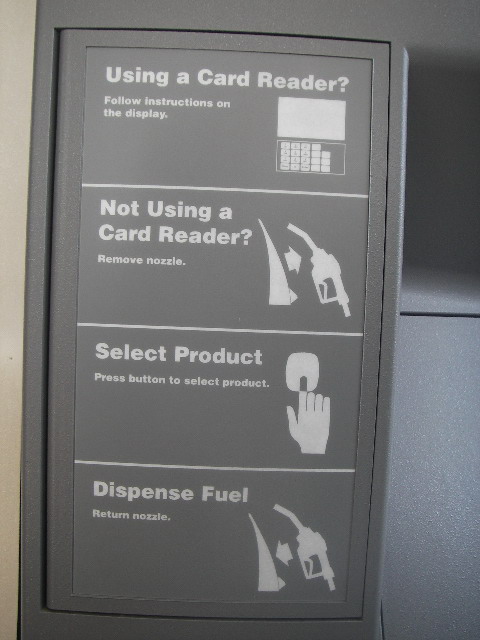 Using a Card Reader?
Follow instructions on
the display.
Not Using a
Card Reader?
Remove nozzle.
Select Product
Press button to select product.
Dispense Fuel
Return nozzle.